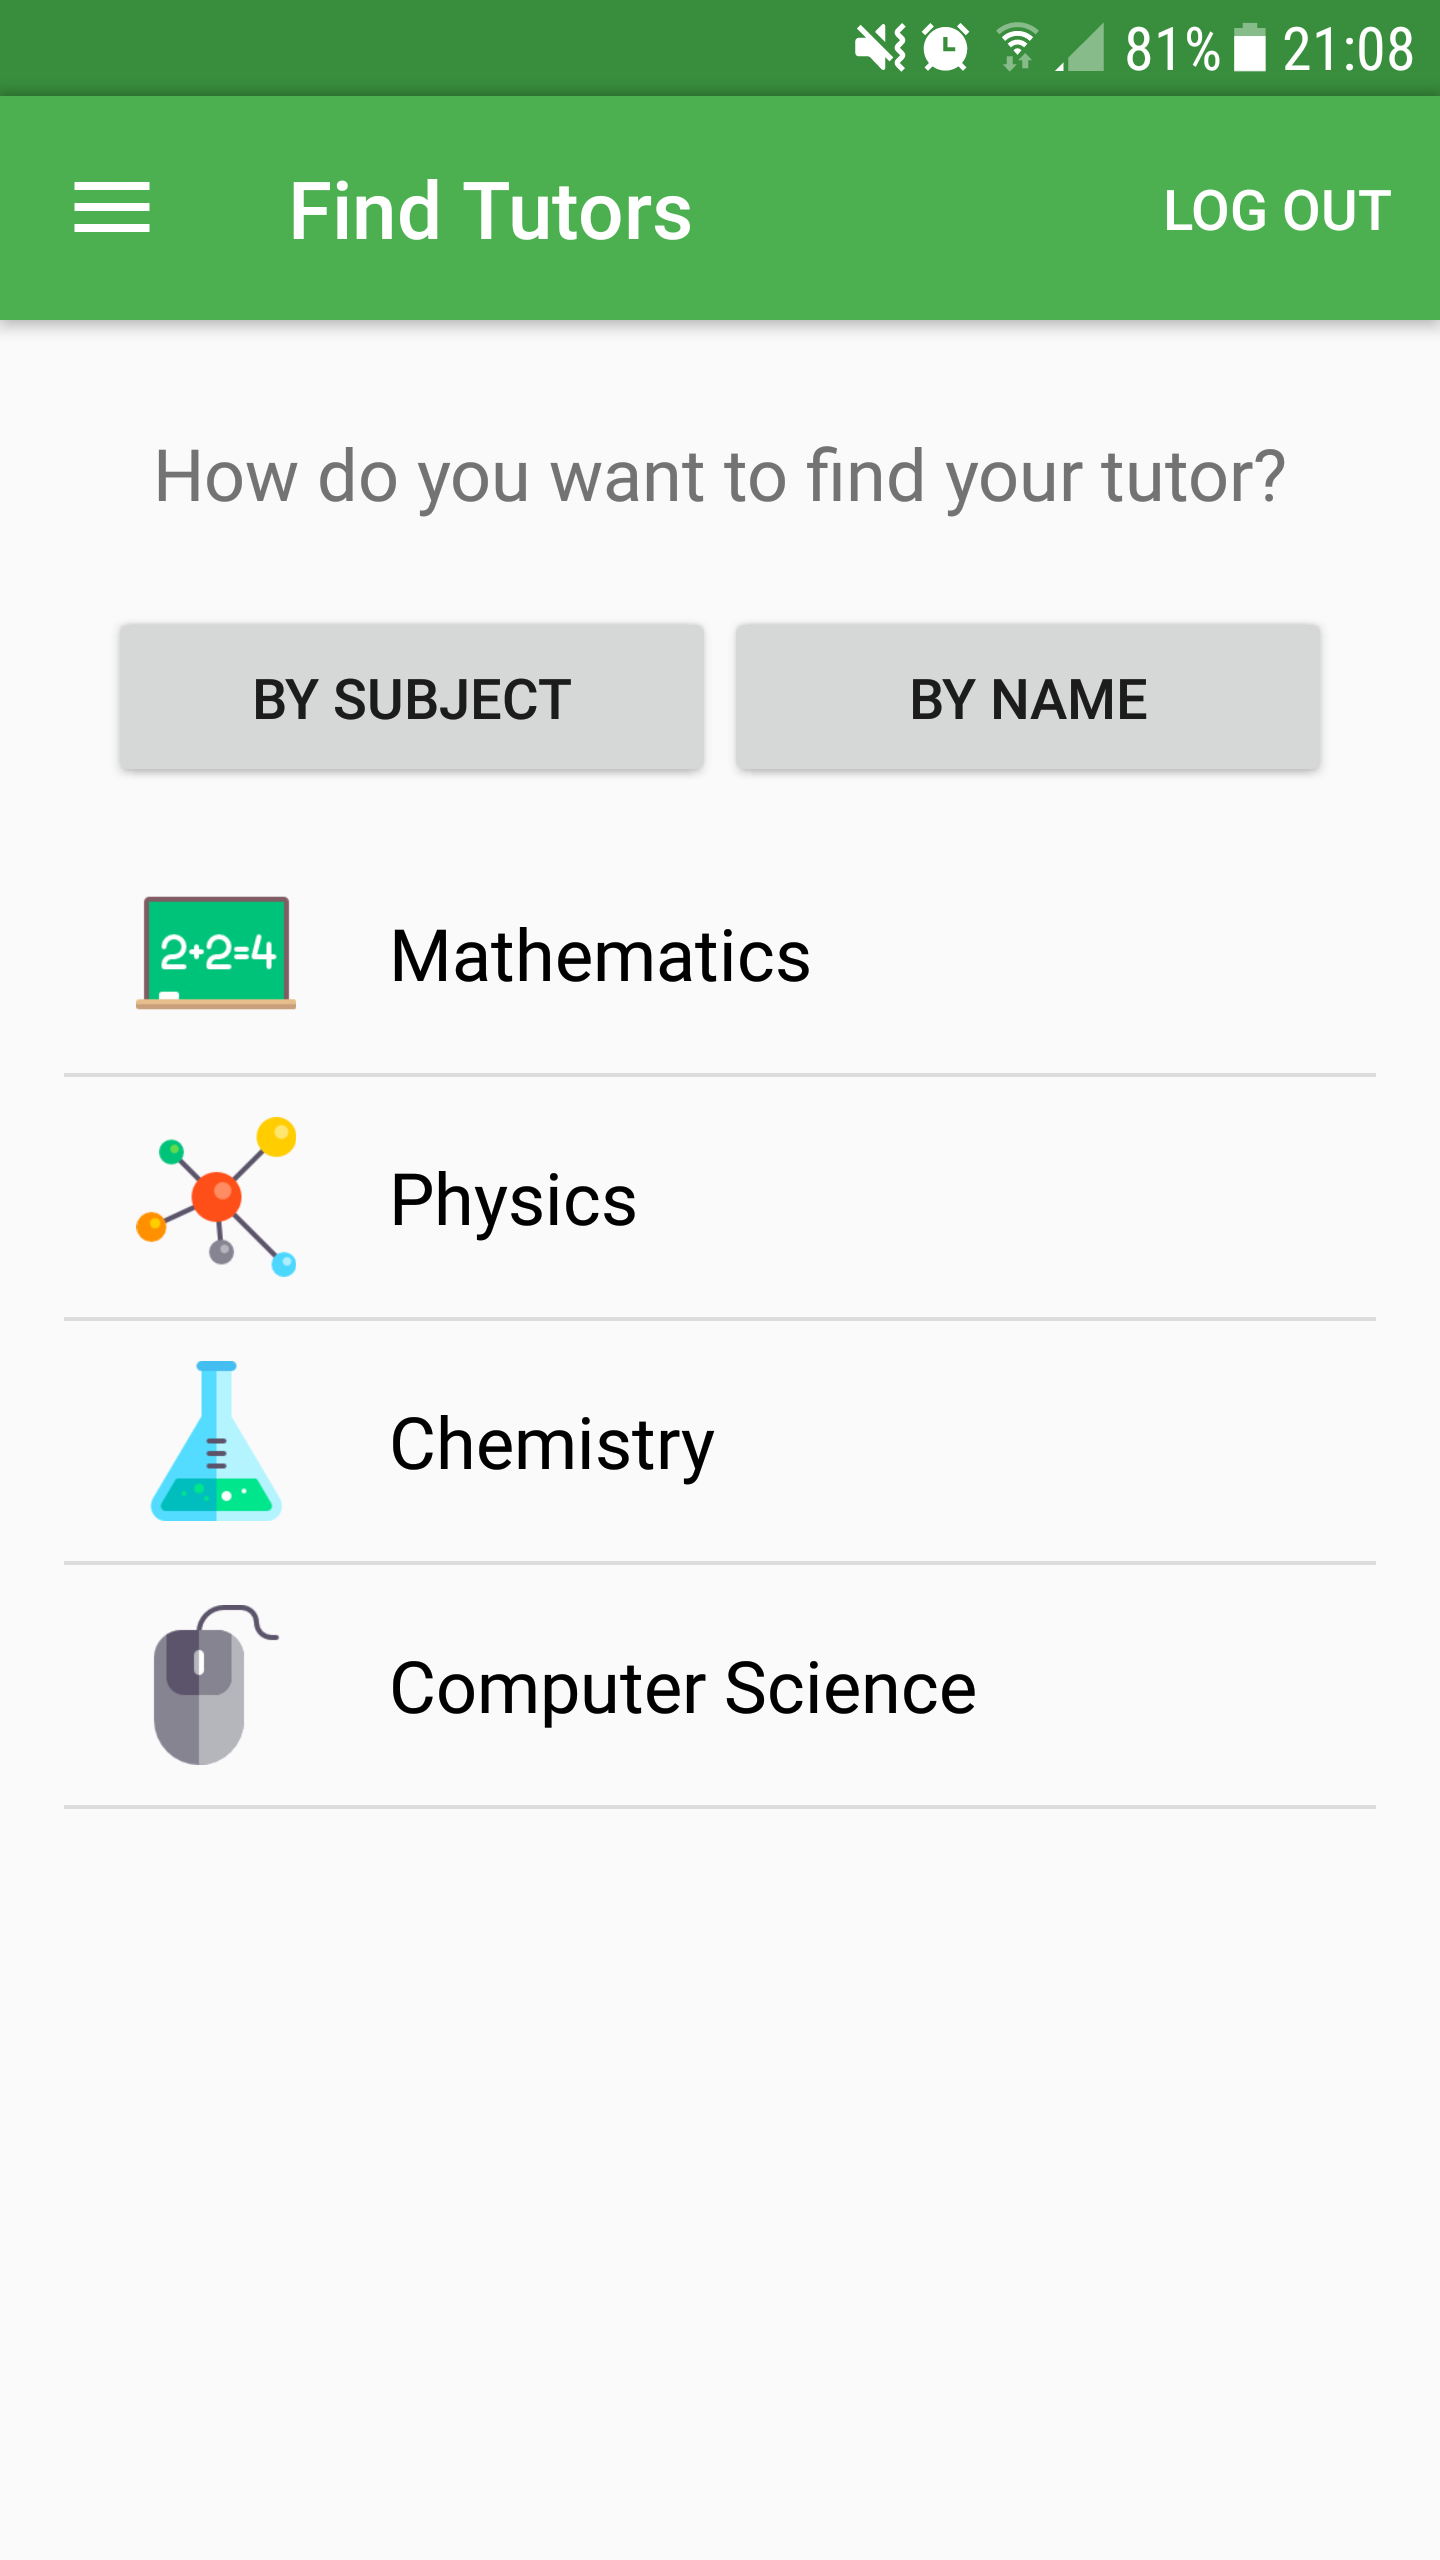 81% 21:08
Find Tutors LOG OUT
How do you want to find your tutor?
BY SUBJECT BY NAME
2+2=4
Mathematics
Physics
Chemistry
Computer Science